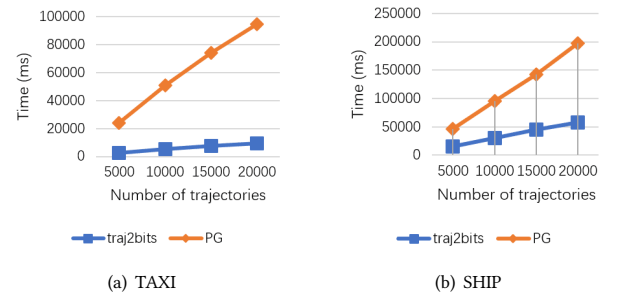 100000
80000
60000
40000
20000
0
Time (ms)
5000 10000 15000 20000
Number of trajectories
traj2bits PG
(a) TAXI
250000
200000
150000
100000
50000
0
Time (ms)
5000 10000 15000 20000
Number of trajectories
traj2bits PG
(b) SHIP